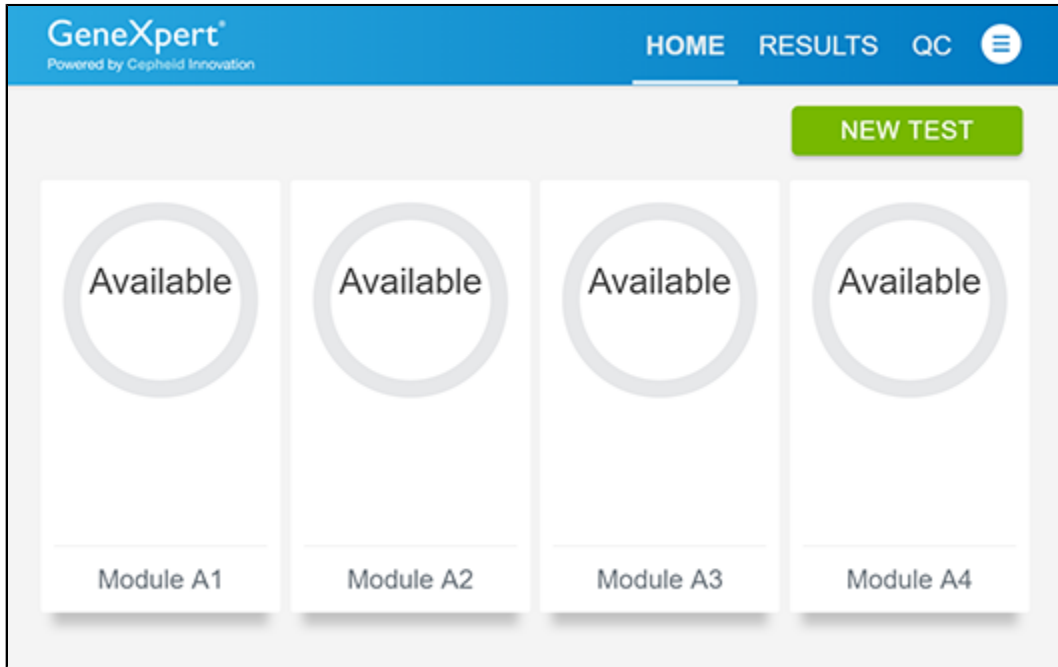 GeneXpert®
Powered by Cepheid Innovation
HOME RESULTS QC
NEW TEST
Available Available Available Available
Module A1 Module A2 Module A3 Module A4